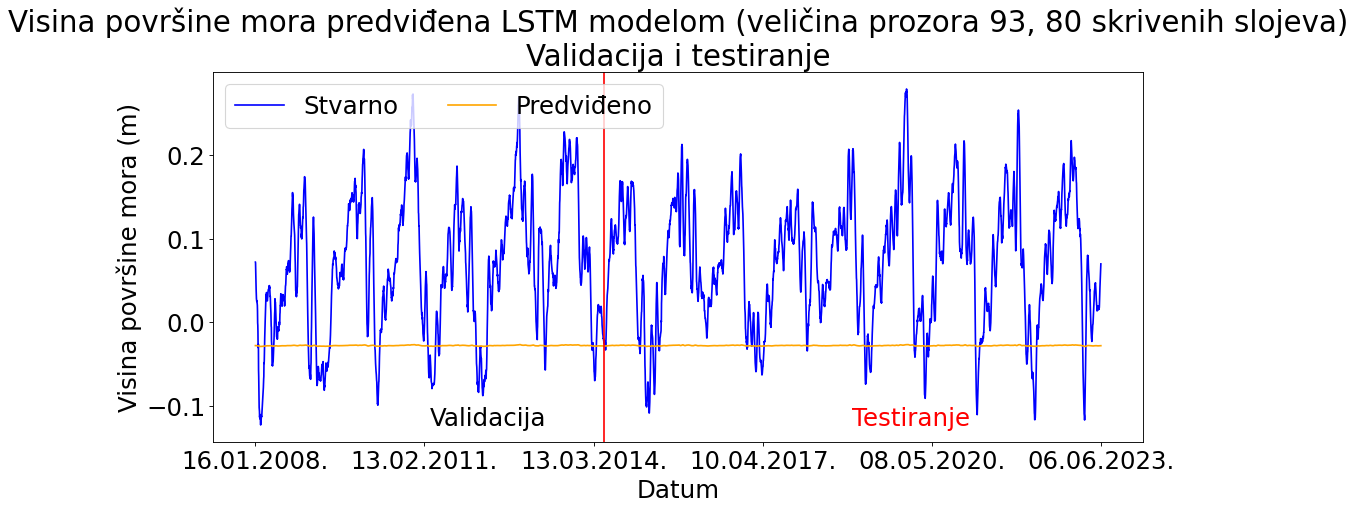 Visina površine mora predviđena LSTM modelom (veličina prozora 93, 80 skrivenih slojeva)
Validacija i testiranje
Stvarno
Predviđeno
Visina površine mora (m)
0.2
0.1
0.0
−0.1
Validacija
Testiranje
16.01.2008.
13.02.2011.
13.03.2014.
10.04.2017.
08.05.2020.
06.06.2023.
Datum